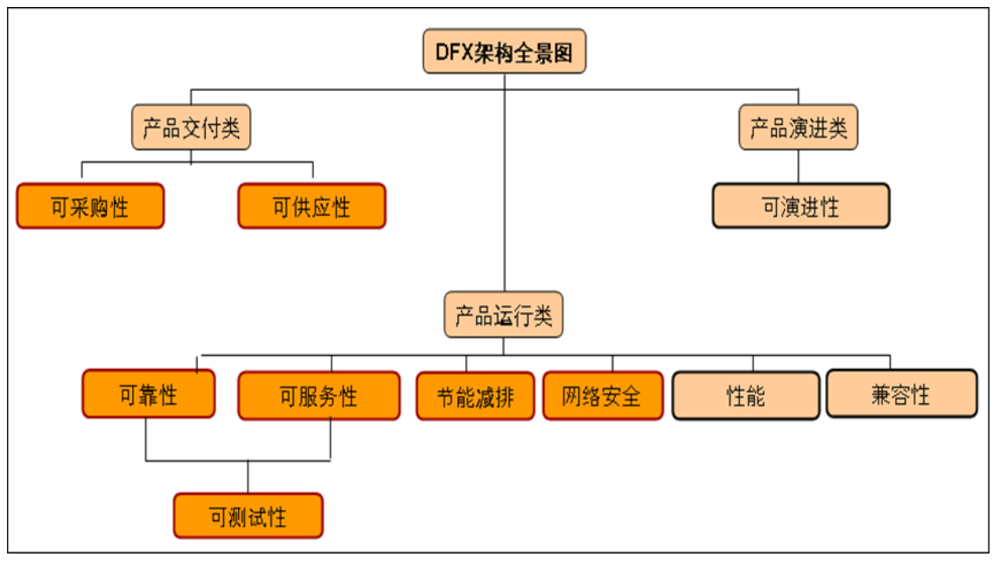 DFX架构全景图
产品交付类
产品演进类
可采购性
可供应性
可演进性
产品运行类
可靠性
可服务性
节能减排
网络安全
性能
兼容性
可测试性